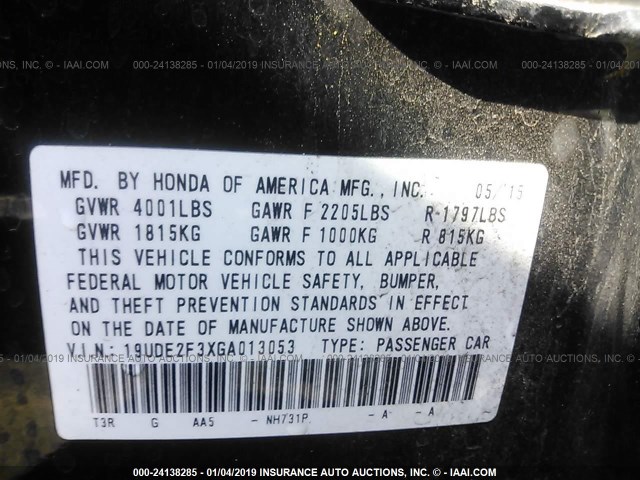 000-24138285 - 01/04/2019 INSURANCE AUTO AUCTIONS, INC. - © IAAI.COM
MFD. BY HONDA OF AMERICA MFG., INC. 05/15
GVWR 4001LBS GAWR F 2205LBS R-1797LBS
GVWR 1815KG GAWR F 1000KG R 815KG
THIS VEHICLE CONFORMS TO ALL APPLICABLE
FEDERAL MOTOR VEHICLE SAFETY, BUMPER,
AND THEFT PREVENTION STANDARDS IN EFFECT
ON THE DATE OF MANUFACTURE SHOWN ABOVE.
V.I.N.: 19UDE2F3XGA013053 TYPE: PASSENGER CAR
T3R G AA5 - NH731P - A - A -
000-24138285 - 01/04/2019 INSURANCE AUTO AUCTIONS, INC. - © IAAI.COM